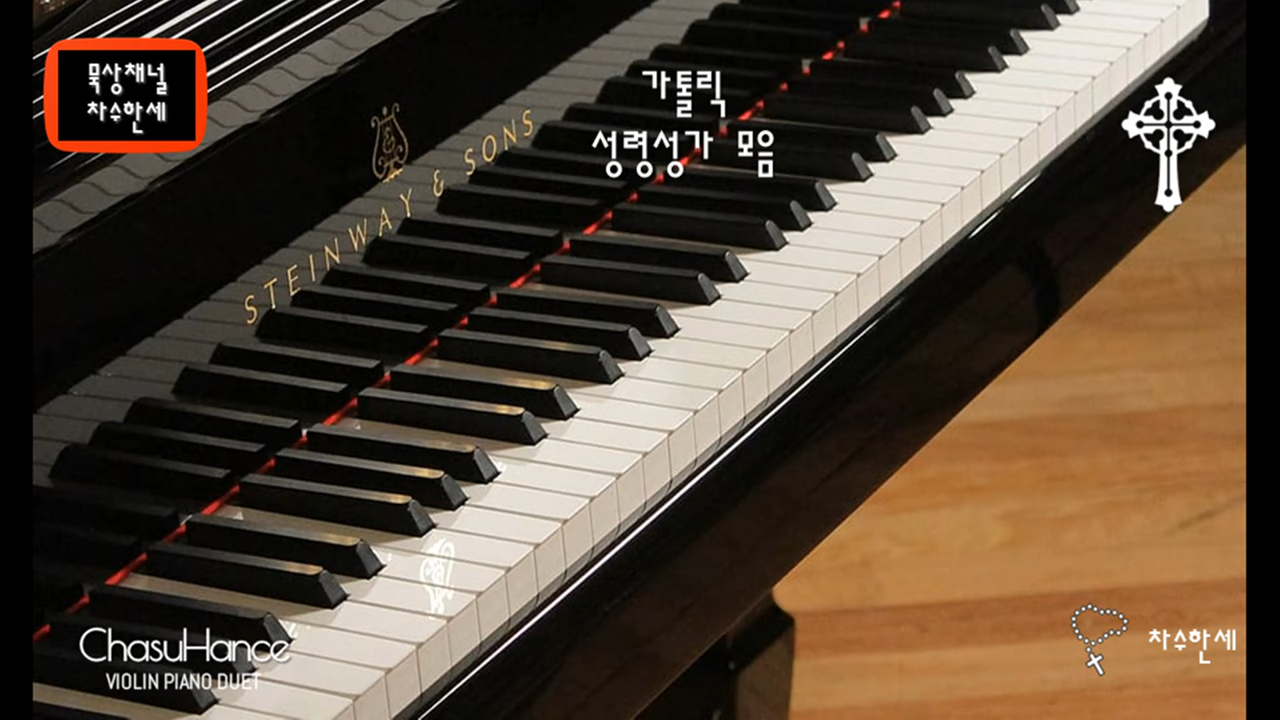 묵상채널
차수한세
가톨릭
성령성가 모음
STEINWAY & SONS
ChasuHance
VIOLIN PIANO DUET
차수한세